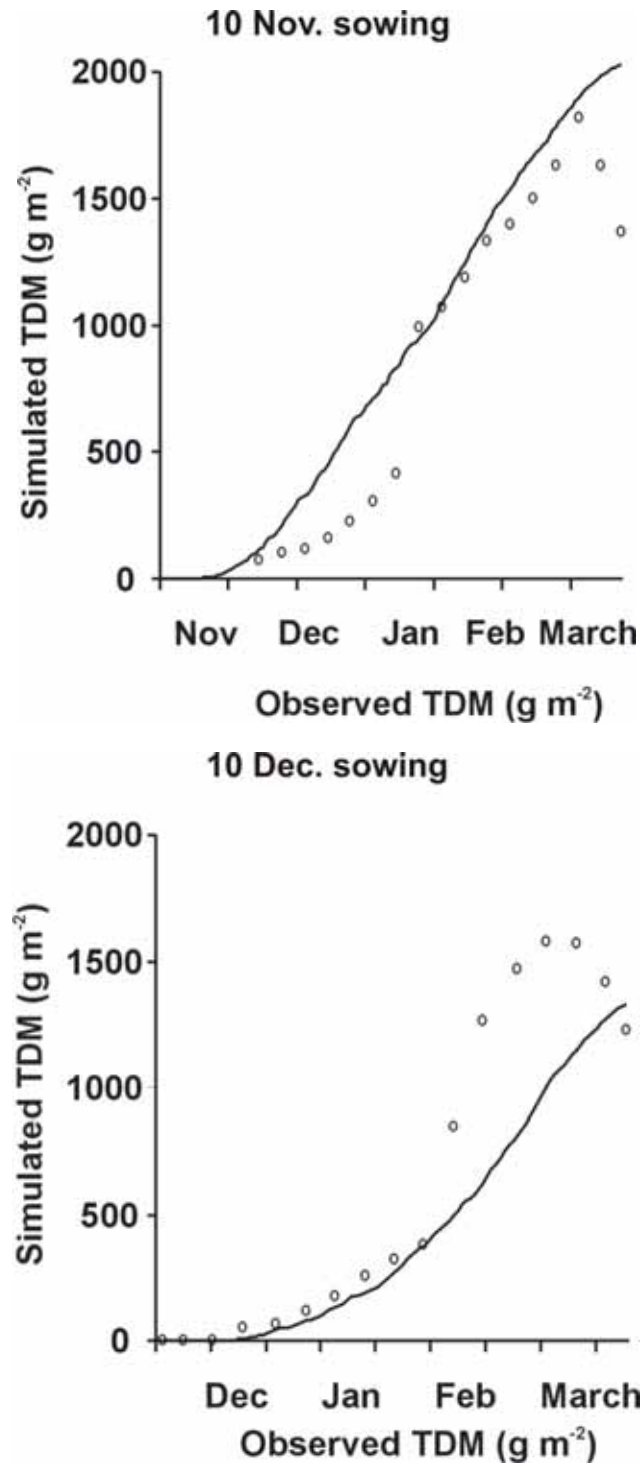 10 Nov. sowing
2000
1500
1000
500
0
Simulated TDM (g m-2)
Nov Dec Jan Feb March
Observed TDM (g m-2)
10 Dec. sowing
2000
1500
1000
500
0
Simulated TDM (g m-2)
Dec Jan Feb March
Observed TDM (g m-2)